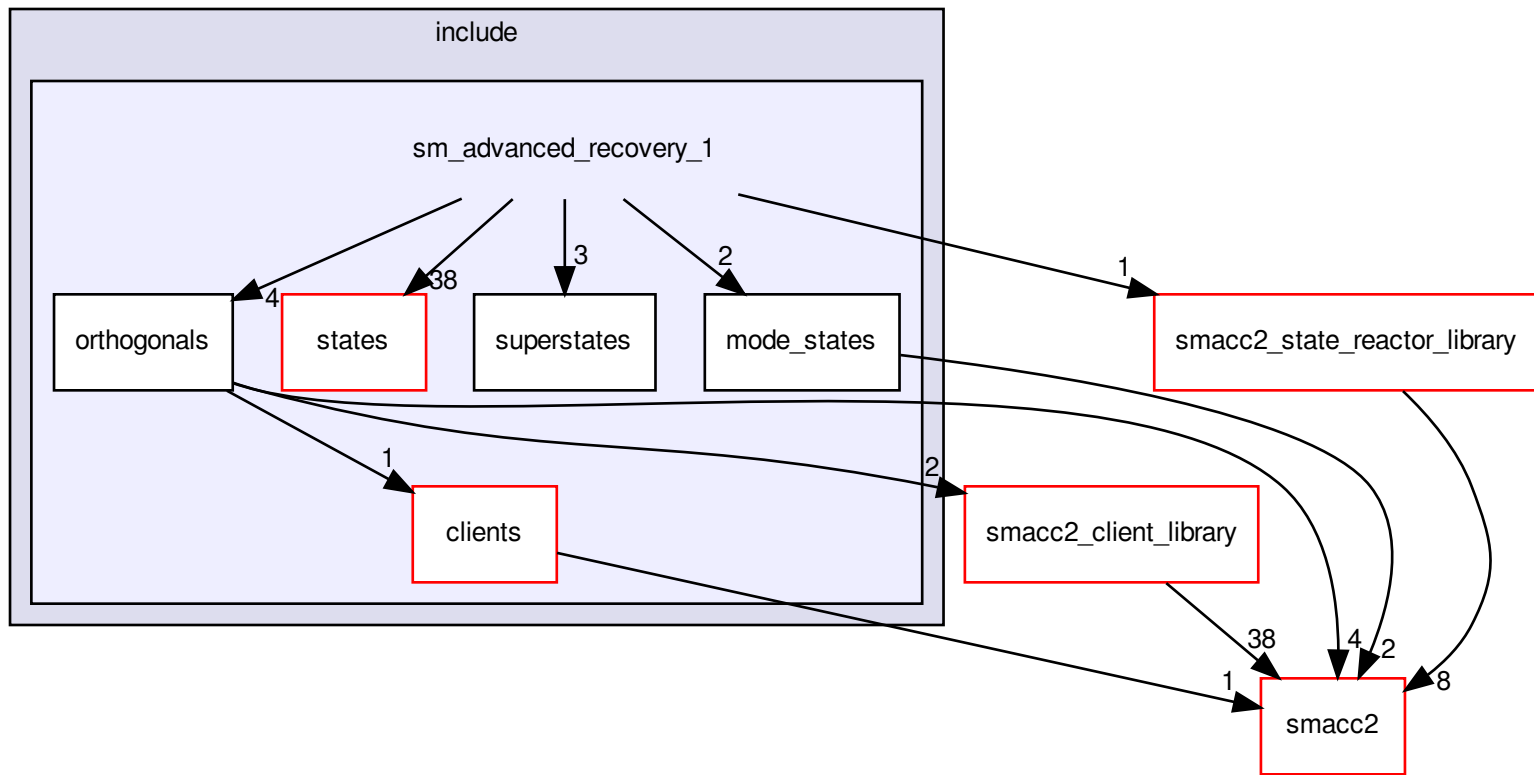 include
sm_advanced_recovery_1
4
38
3
2
1
orthogonals
states
superstates
mode_states
smacc2_state_reactor_library
1
2
clients
smacc2_client_library
38
4
2
8
1
smacc2